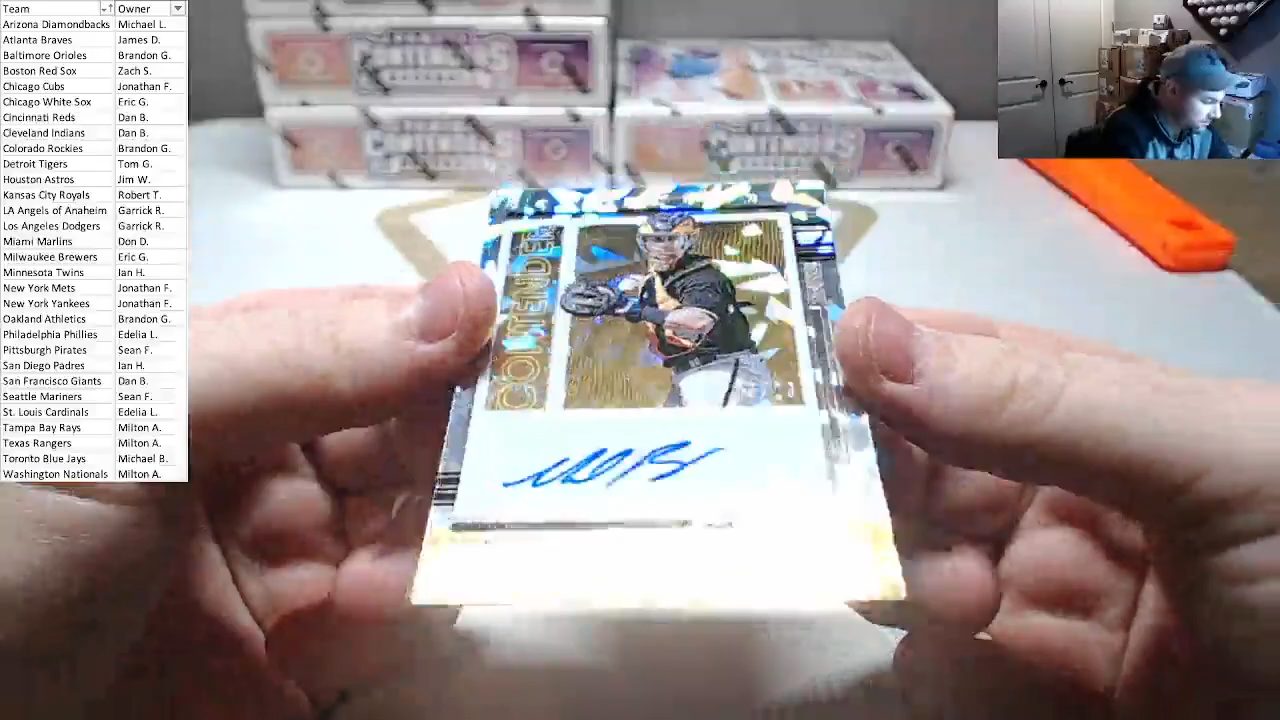 Team Owner
Arizona Diamondbacks Michael L.
Atlanta Braves James D.
Baltimore Orioles Brandon G.
Boston Red Sox Zach S.
Chicago Cubs Jonathan F.
Chicago White Sox Eric G.
Cincinnati Reds Dan B.
Cleveland Indians Dan B.
Colorado Rockies Brandon G.
Detroit Tigers Tom G.
Houston Astros Jim W.
Kansas City Royals Robert T.
LA Angels of Anaheim Garrick R.
Los Angeles Dodgers Garrick R.
Miami Marlins Don D.
Milwaukee Brewers Eric G.
Minnesota Twins Ian H.
New York Mets Jonathan F.
New York Yankees Jonathan F.
Oakland Athletics Brandon G.
Philadelphia Phillies Edelia L.
Pittsburgh Pirates Sean F.
San Diego Padres Ian H.
San Francisco Giants Dan B.
Seattle Mariners Sean F.
St. Louis Cardinals Edelia L.
Tampa Bay Rays Milton A.
Texas Rangers Milton A.
Toronto Blue Jays Michael B.
Washington Nationals Milton A.
CONTENDERS
CONTENDERS